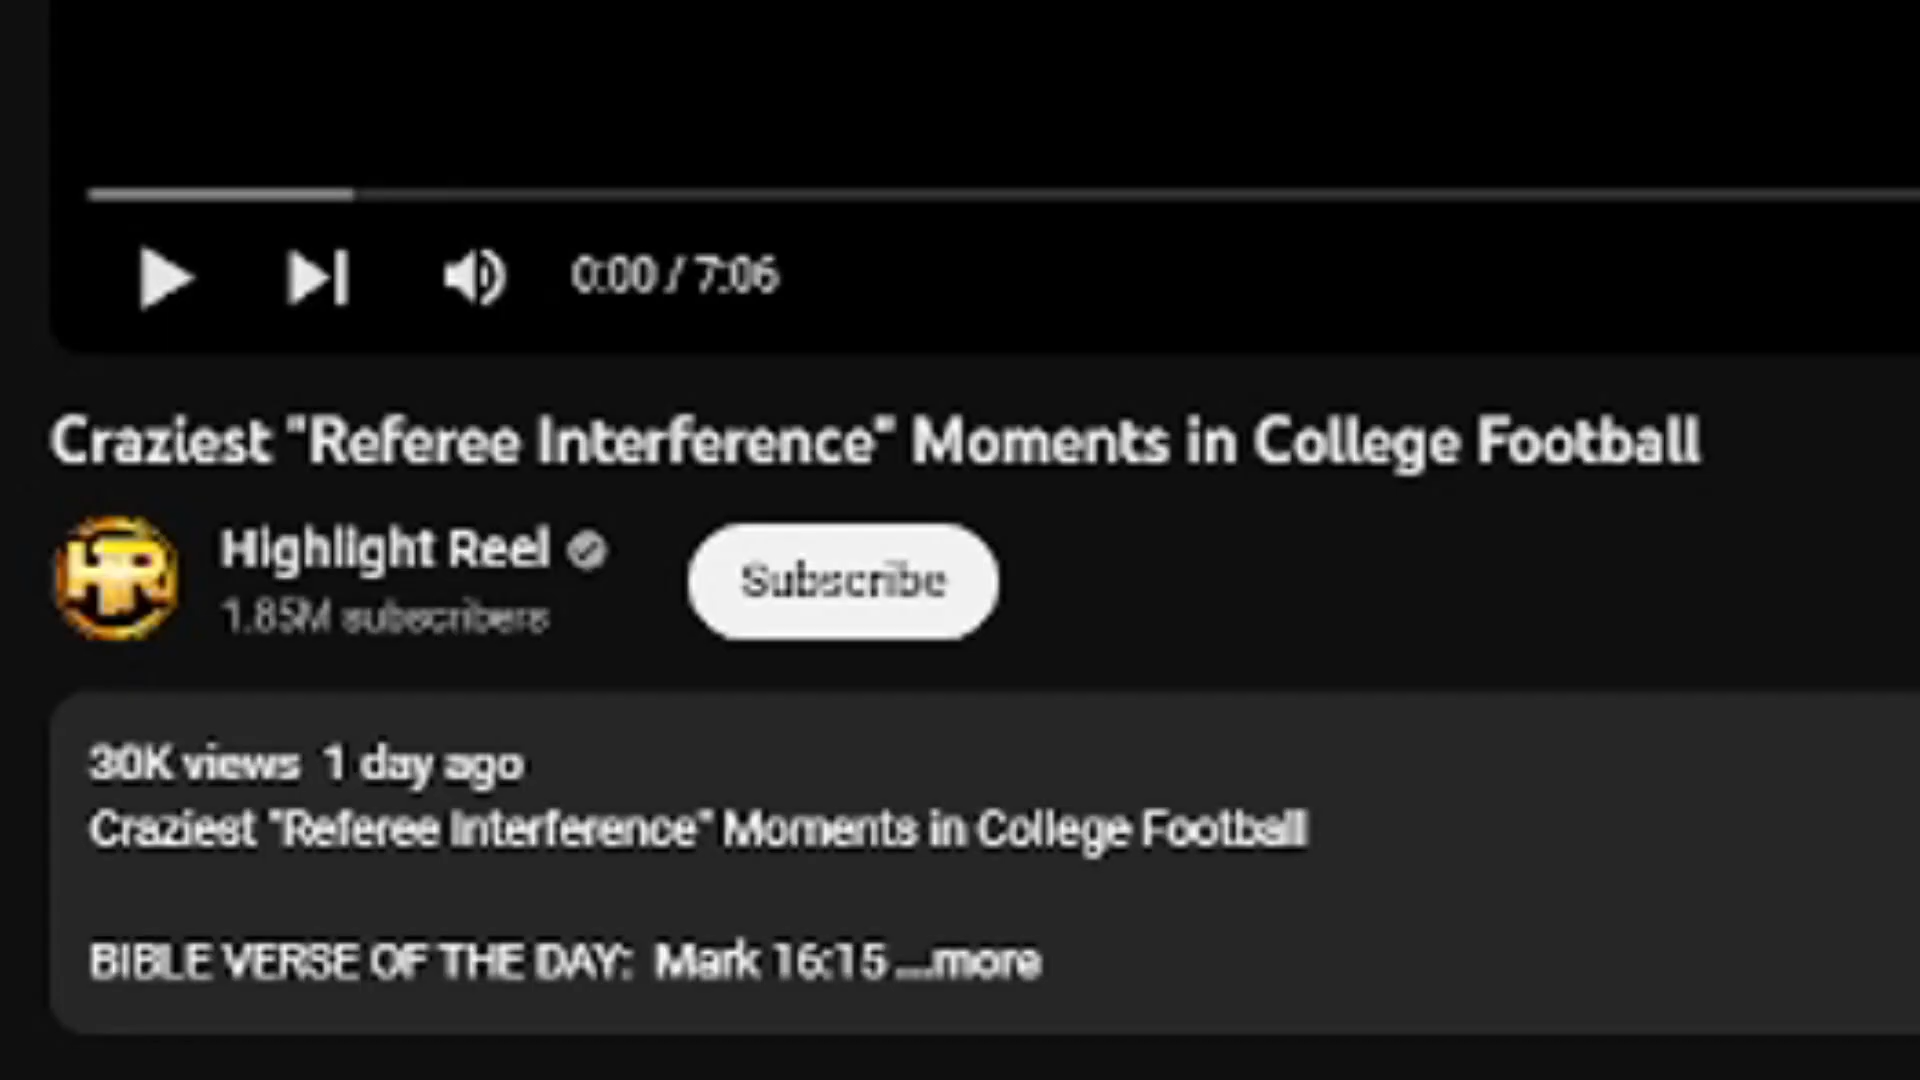 0:00 / 7:06
Craziest "Referee Interference" Moments in College Football
HR
Highlight Reel
Subscribe
1.85M subscribers
30K views 1 day ago
Craziest "Referee Interference" Moments in College Football
BIBLE VERSE OF THE DAY: Mark 16:15 ...more